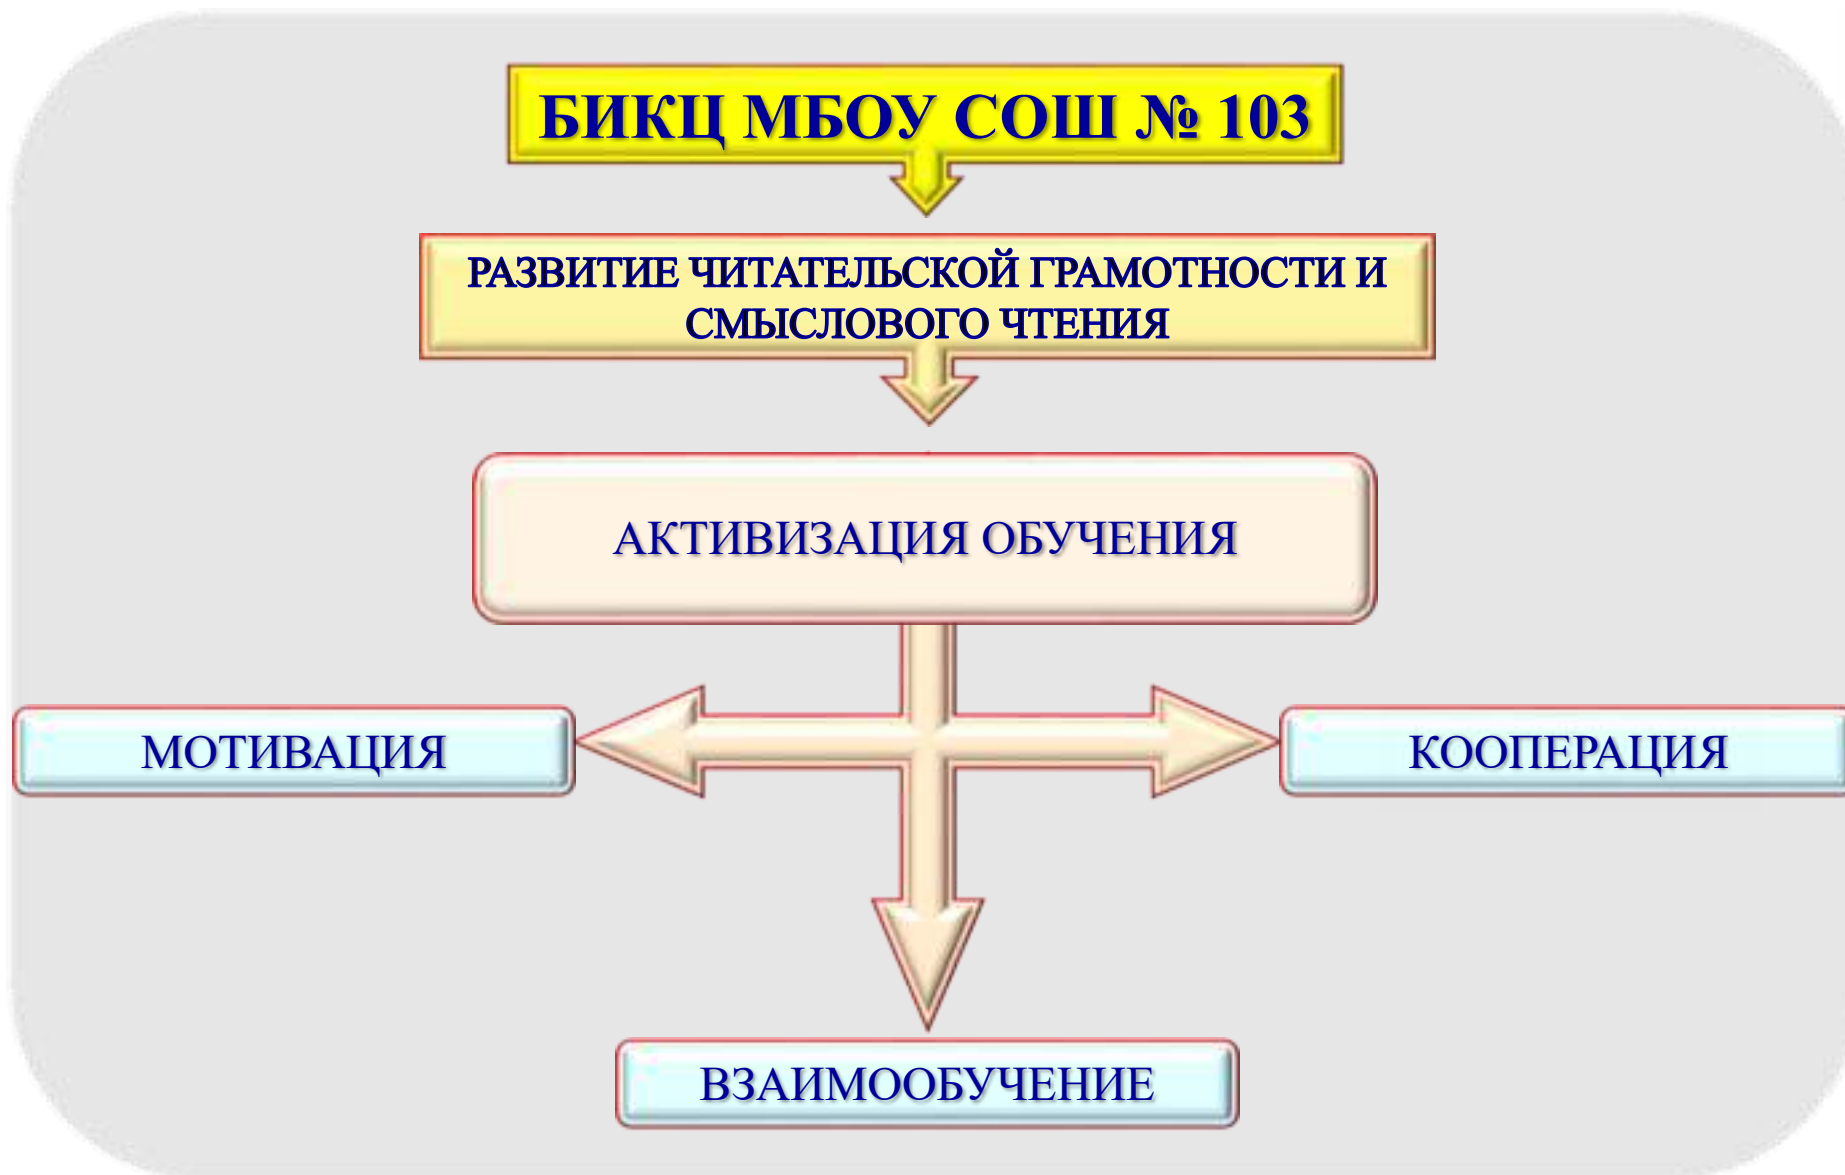 БИКЦ МБОУ СОШ № 103
РАЗВИТИЕ ЧИТАТЕЛЬСКОЙ ГРАМОТНОСТИ И
СМЫСЛОВОГО ЧТЕНИЯ
АКТИВИЗАЦИЯ ОБУЧЕНИЯ
МОТИВАЦИЯ
КООПЕРАЦИЯ
ВЗАИМООБУЧЕНИЕ